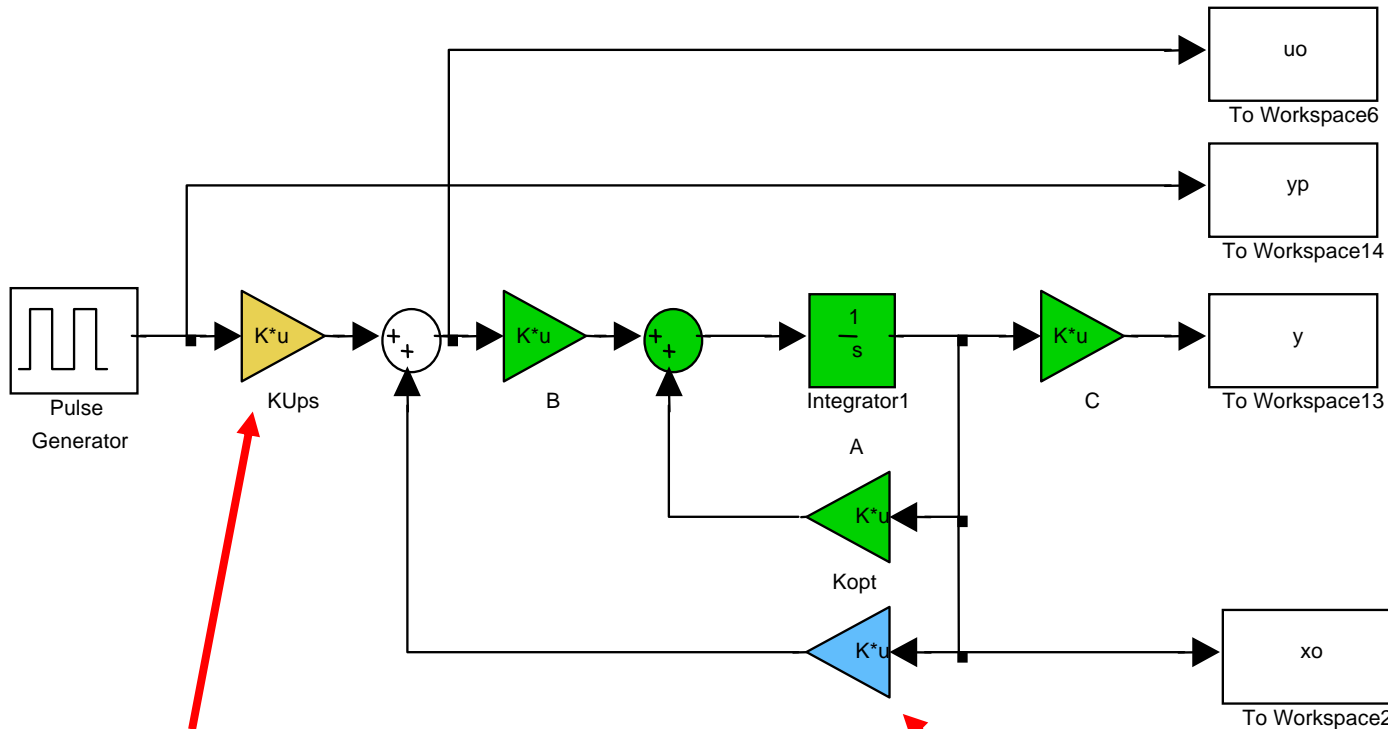 uo
To Workspace6
yp
To Workspace14
Pulse
Generator
K*u
KUps
+
+
K*u
B
+
+
1
s
Integrator1
K*u
C
y
To Workspace13
A
K*u
Kopt
K*u
xo
To Workspace2